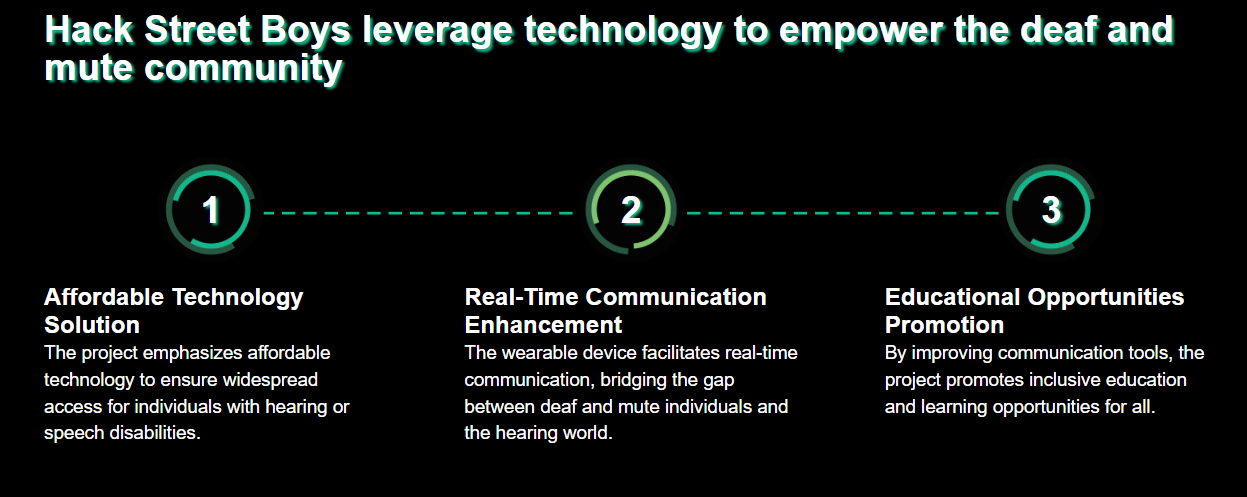 Hack Street Boys leverage technology to empower the deaf and
mute community
1
2
3
Affordable Technology
Solution
The project emphasizes affordable
technology to ensure widespread
access for individuals with hearing or
speech disabilities.
Real-Time Communication
Enhancement
The wearable device facilitates real-time
communication, bridging the gap
between deaf and mute individuals and
the hearing world.
Educational Opportunities
Promotion
By improving communication tools, the
project promotes inclusive education
and learning opportunities for all.